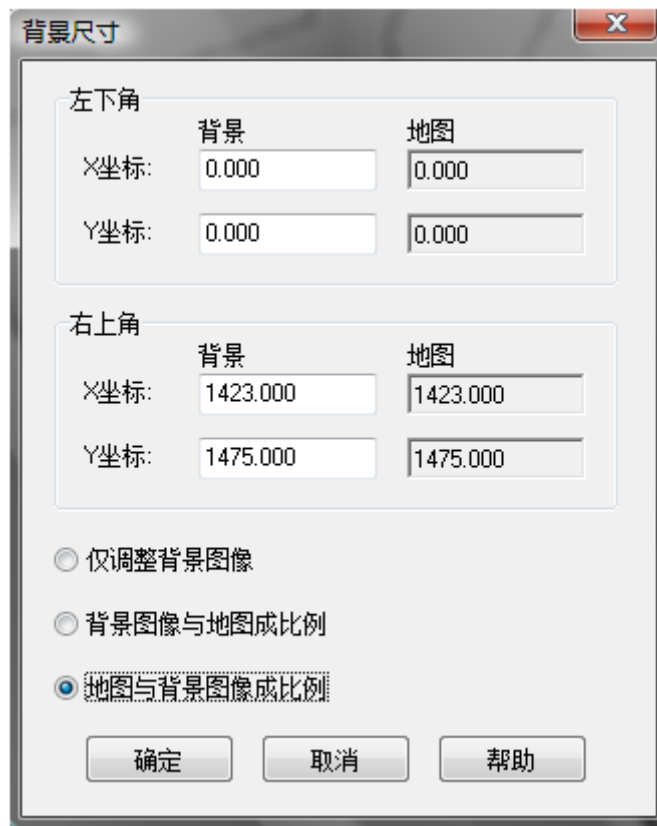 背景尺寸
左下角
背景 地图
X坐标: 0.000 0.000
Y坐标: 0.000 0.000
右上角
背景 地图
X坐标: 1423.000 1423.000
Y坐标: 1475.000 1475.000
仅调整背景图像
背景图像与地图成比例
地图与背景图像成比例
确定 取消 帮助